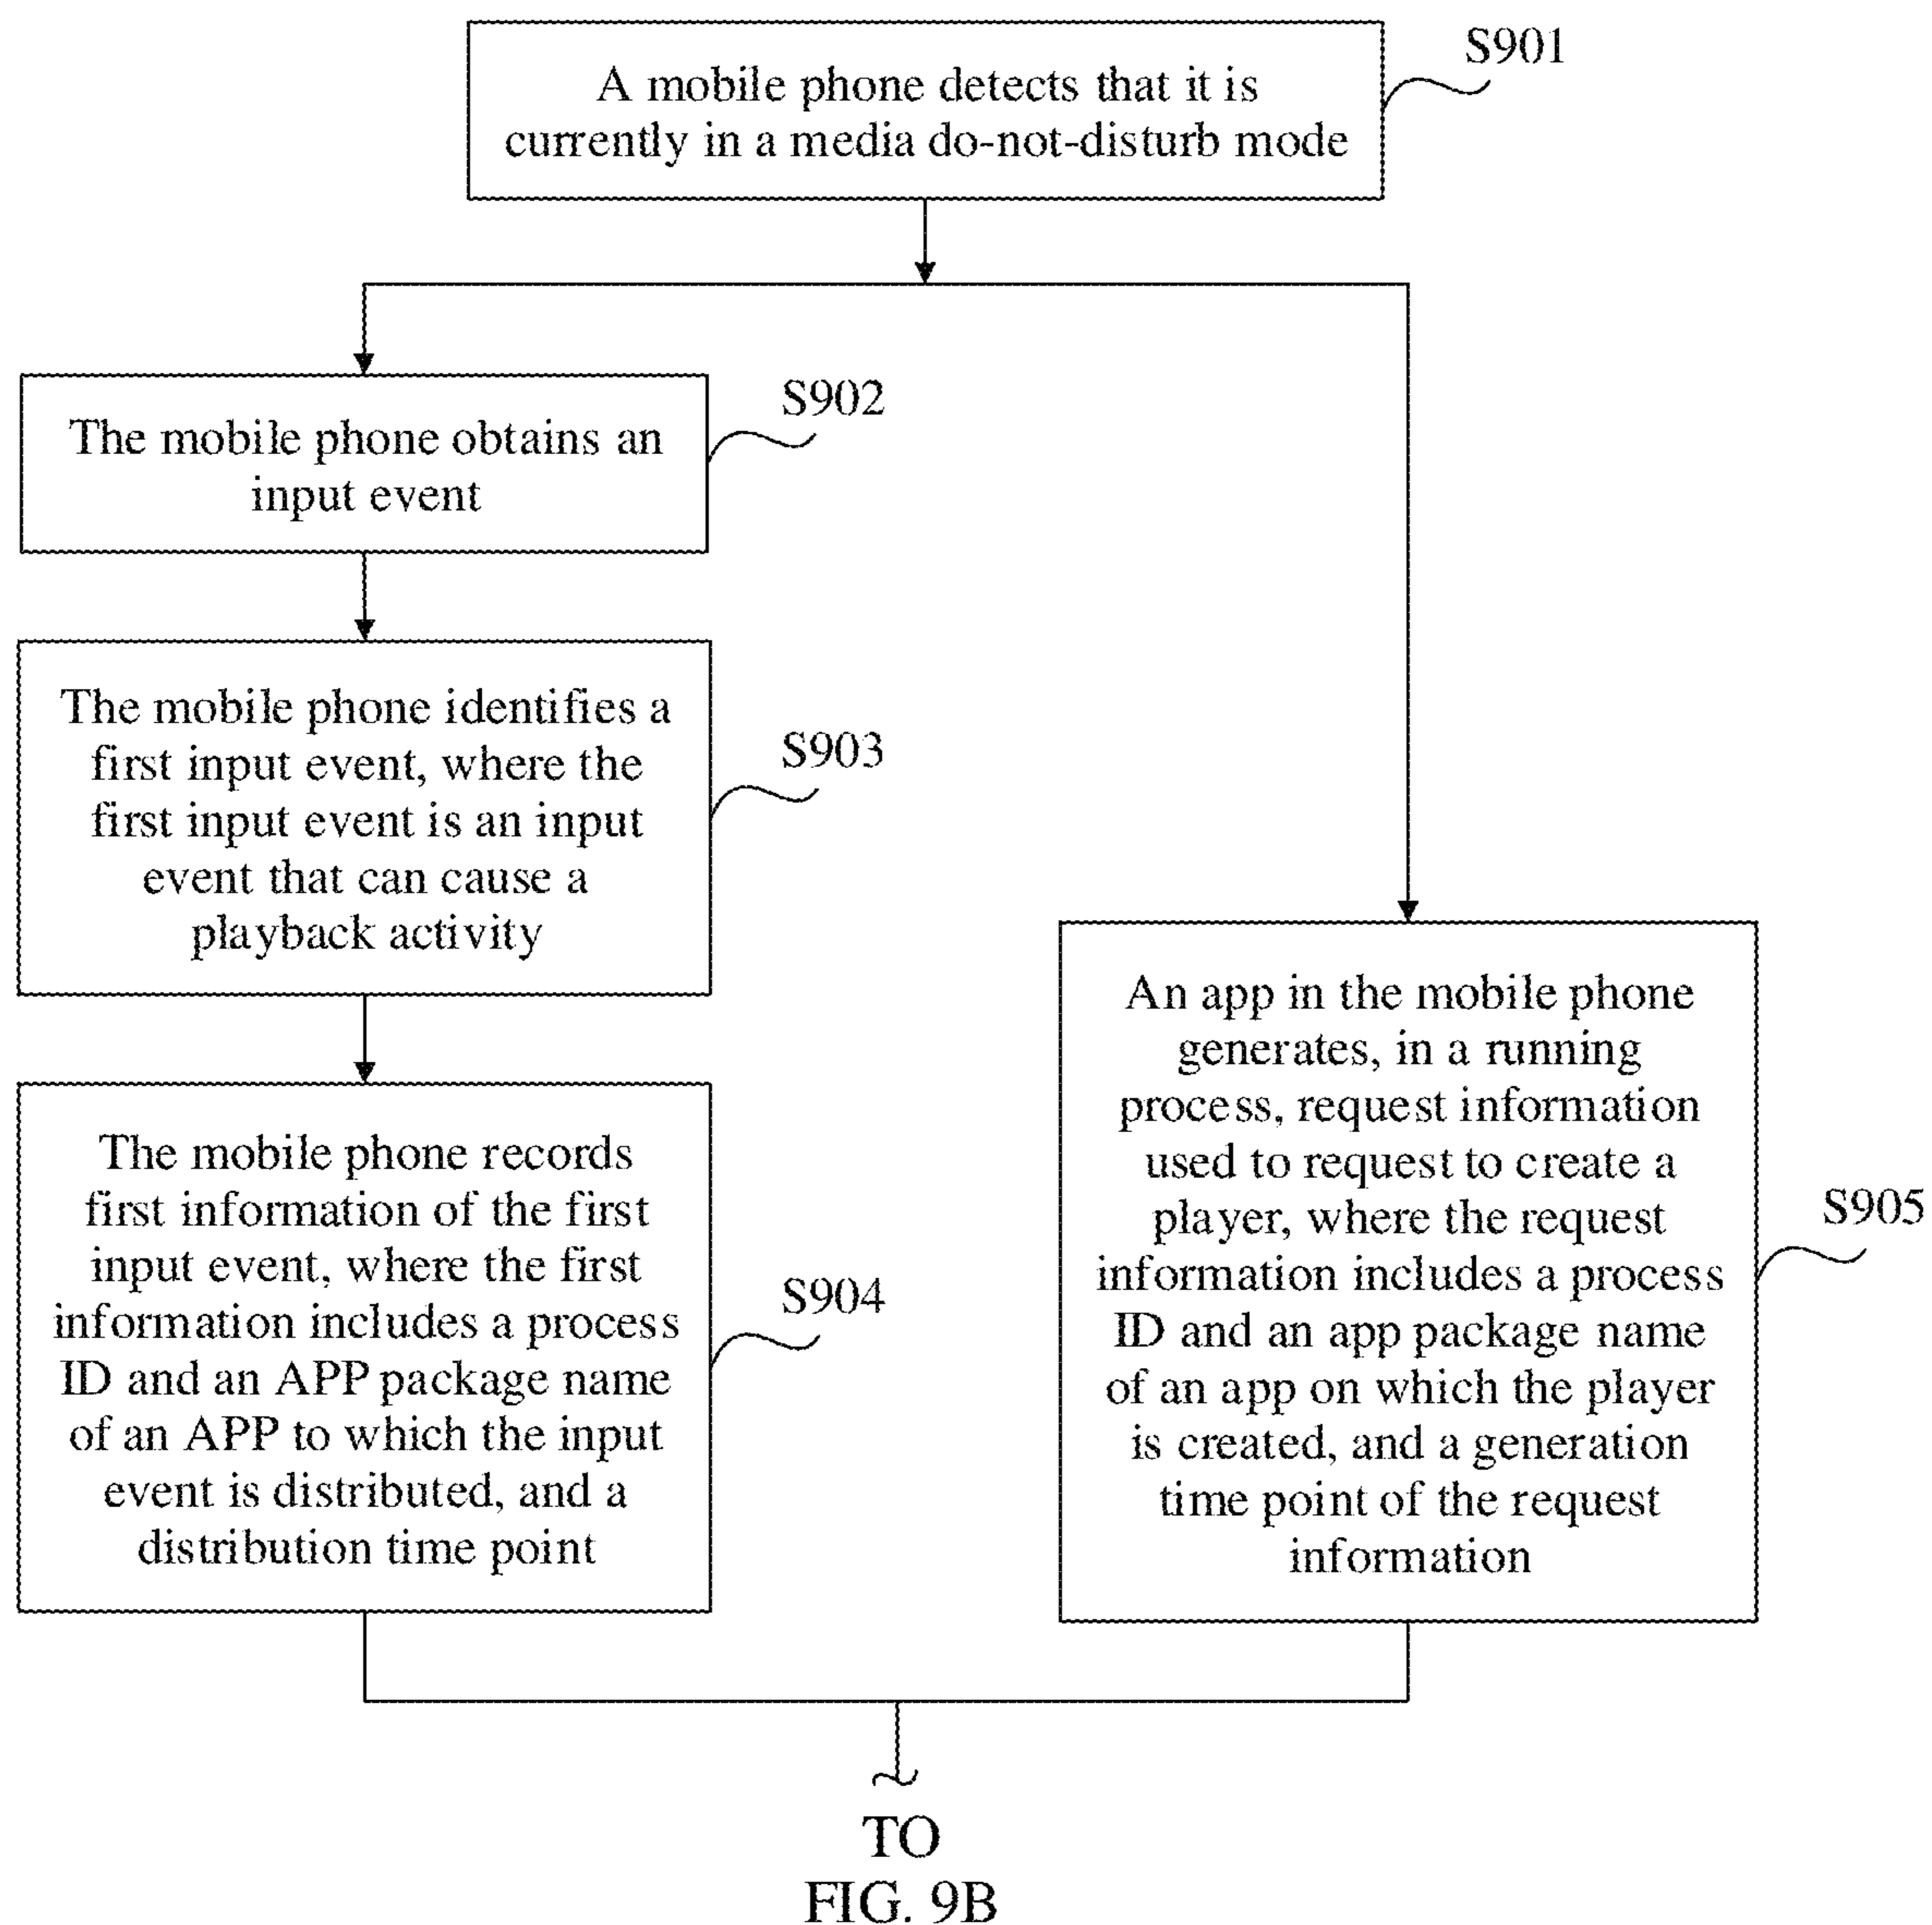 A mobile phone detects that it is
currently in a media do-not-disturb mode
S901
The mobile phone obtains an
input event
S902
The mobile phone identifies a
first input event, where the
first input event is an input
event that can cause a
playback activity
S903
The mobile phone records
first information of the first
input event, where the first
information includes a process
ID and an APP package name
of an APP to which the input
event is distributed, and a
distribution time point
S904
An app in the mobile phone
generates, in a running
process, request information
used to request to create a
player, where the request
information includes a process
ID and an app package name
of an app on which the player
is created, and a generation
time point of the request
information
S905
TO
FIG. 9B